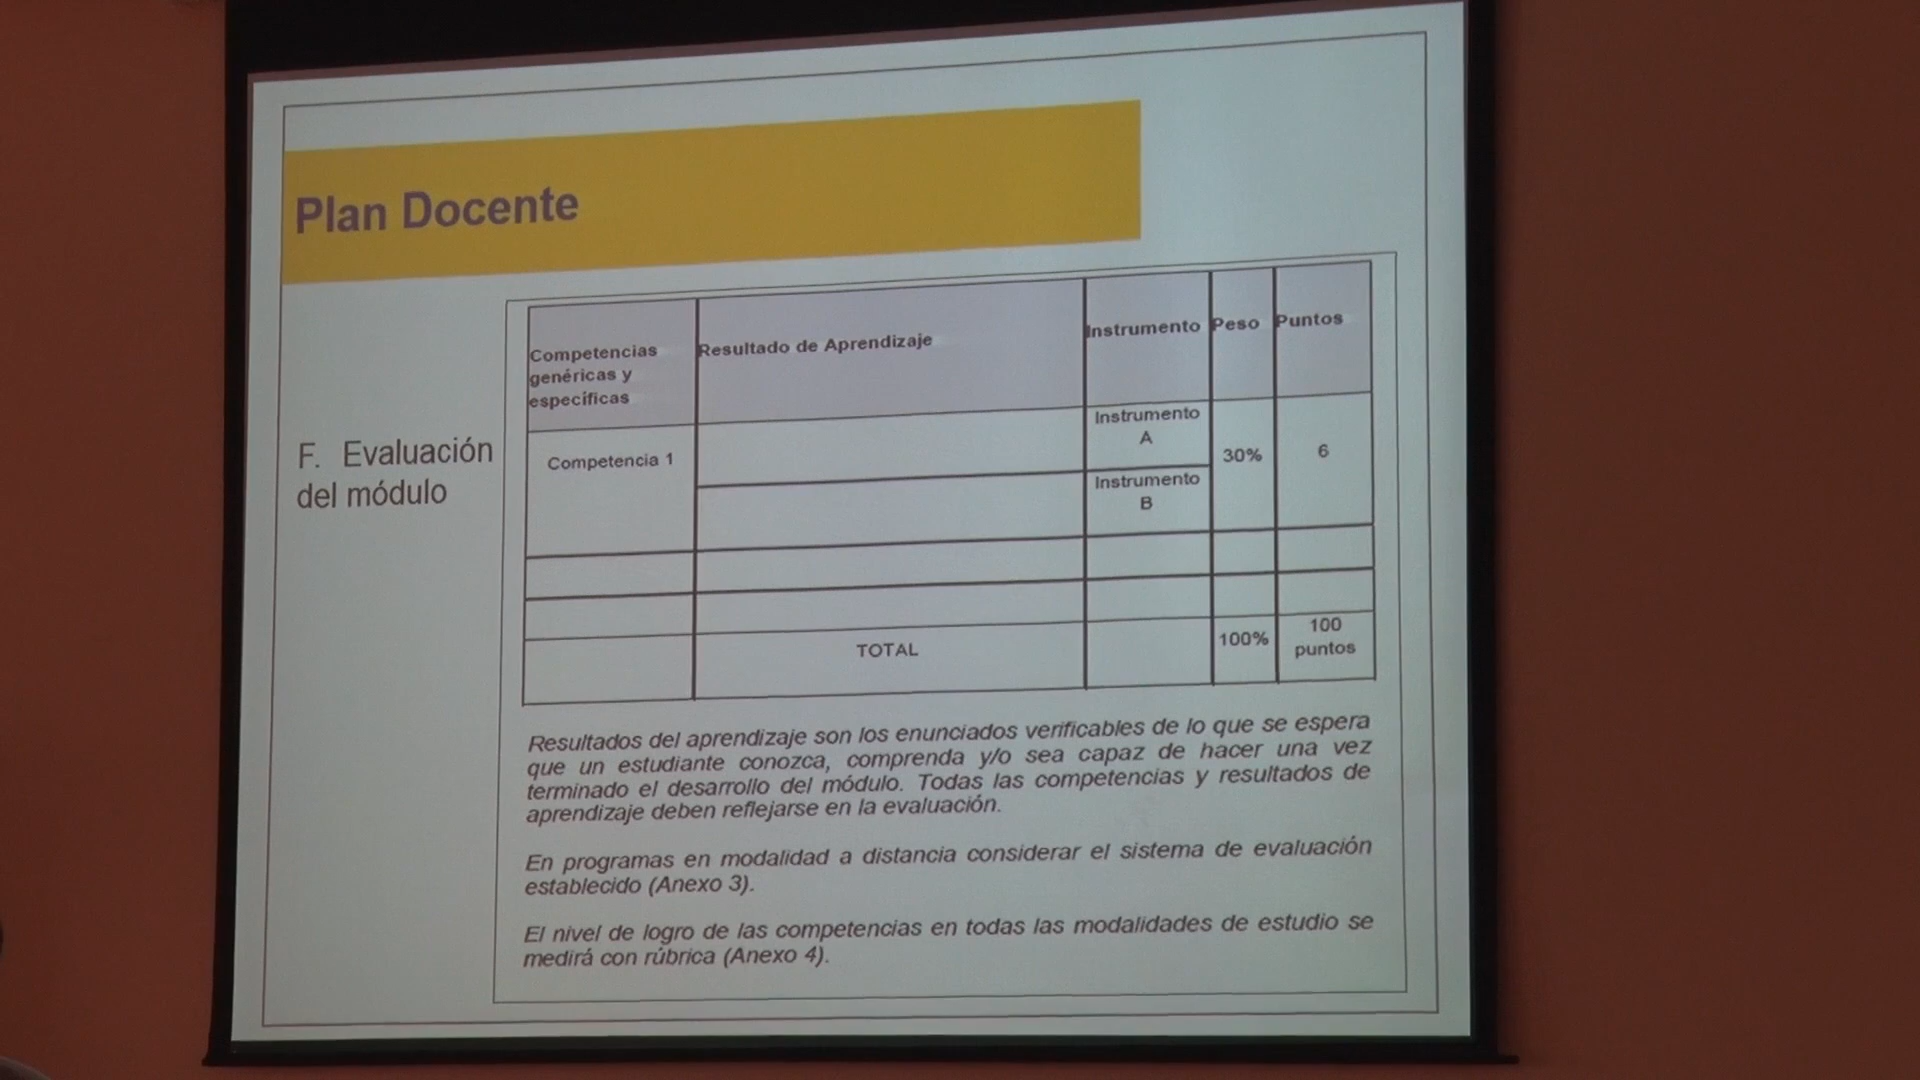 Plan Docente
F. Evaluación
del módulo
Competencias
genéricas y
específicas
Resultado de Aprendizaje
Instrumento
Peso
Puntos
Competencia 1
Instrumento
A
Instrumento
B
30%
6
TOTAL
100%
100
puntos
Resultados del aprendizaje son los enunciados verificables de lo que se espera
que un estudiante conozca, comprenda y/o sea capaz de hacer una vez
terminado el desarrollo del módulo. Todas las competencias y resultados de
aprendizaje deben reflejarse en la evaluación.
En programas en modalidad a distancia considerar el sistema de evaluación
establecido (Anexo 3).
El nivel de logro de las competencias en todas las modalidades de estudio se
medirá con rúbrica (Anexo 4).